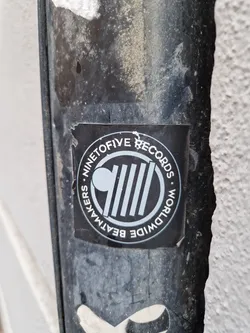 NINETOFIVE RECORDS · WORLDWIDE BEATMAKERS ·